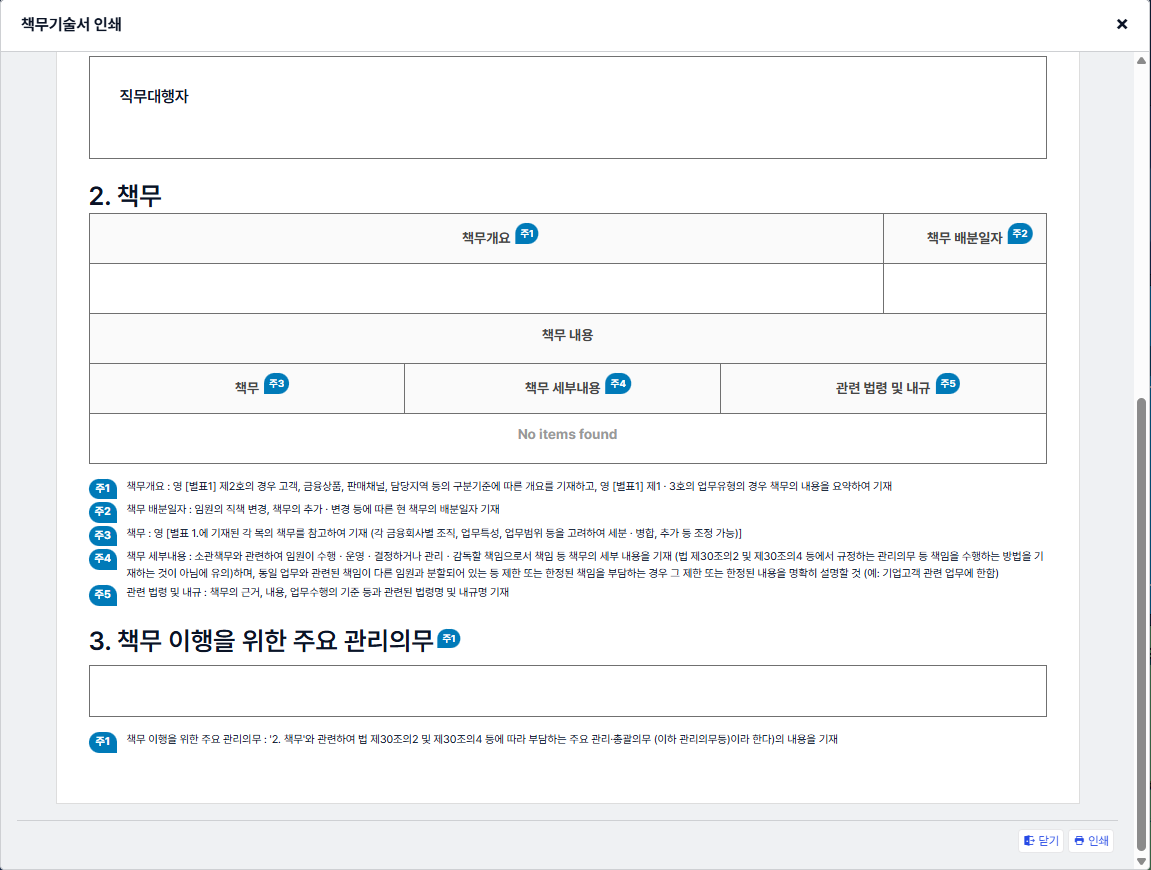 책무기술서 인쇄
직무대행자
2. 책무
책무개요 주1 책무 배분일자 주2
책무 내용
책무 주3 책무 세부내용 주4 관련 법령 및 내규 주5
No items found
주1 책무개요 : 영 [별표1] 제2호의 경우 고객, 금융상품, 판매채널, 담당지역 등의 구분기준에 따른 개요를 기재하고, 영 [별표1] 제1 · 3호의 업무유형의 경우 책무의 내용을 요약하여 기재
주2 책무 배분일자 : 임원의 직책 변경, 책무의 추가 · 변경 등에 따른 현 책무의 배분일자 기재
주3 책무 : 영 [별표 1.에 기재된 각 목의 책무를 참고하여 기재 (각 금융회사별 조직, 업무특성, 업무범위 등을 고려하여 세분 · 병합, 추가 등 조정 가능)]
주4 책무 세부내용 : 소관책무와 관련하여 임원이 수행 · 운영 · 결정하거나 관리 · 감독할 책임으로서 책임 등 책무의 세부 내용을 기재 (법 제30조의2 및 제30조의4 등에서 규정하는 관리의무 등 책임을 수행하는 방법을 기
재하는 것이 아님에 유의)하며, 동일 업무와 관련된 책임이 다른 임원과 분할되어 있는 등 제한 또는 한정된 책임을 부담하는 경우 그 제한 또는 한정된 내용을 명확히 설명할 것 (예: 기업고객 관련 업무에 한함)
주5 관련 법령 및 내규 : 책무의 근거, 내용, 업무수행의 기준 등과 관련된 법령명 및 내규명 기재
3. 책무 이행을 위한 주요 관리의무 주1
주1 책무 이행을 위한 주요 관리의무 : '2. 책무'와 관련하여 법 제30조의2 및 제30조의4 등에 따라 부담하는 주요 관리·총괄의무 (이하 관리의무등)이라 한다)의 내용을 기재
닫기 인쇄